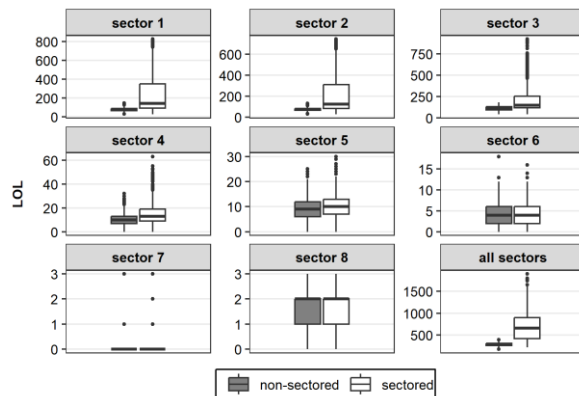 sector 1 sector 2 sector 3
800 600 400 200 0
600 400 200 0
750 500 250 0
sector 4 sector 5 sector 6
60 40 20 0
30 20 10 0
15 10 5 0
sector 7 sector 8 all sectors
3 2 1 0
3 2 1 0
1500 1000 500
LOL
non-sectored sectored